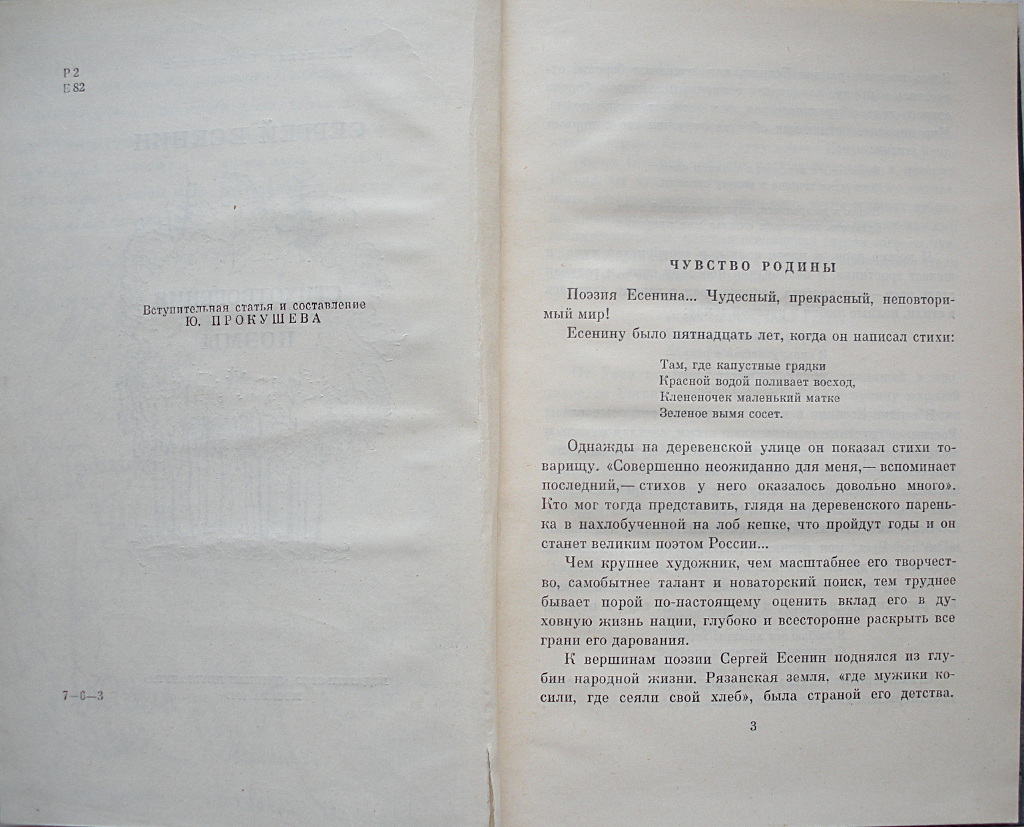 Р 2
Е 82
Вступительная статья и составление
Ю. ПРОКУШЕВА
7—6—3
ЧУВСТВО РОДИНЫ
Поэзия Есенина... Чудесный, прекрасный, неповтори-
мый мир!
Есенину было пятнадцать лет, когда он написал стихи:
Там, где капустные грядки
Красной водой поливает восход,
Клененочек маленький матке
Зеленое вымя сосет.
Однажды на деревенской улице он показал стихи то-
варищу. «Совершенно неожиданно для меня,— вспоминает
последний,— стихов у него оказалось довольно много».
Кто мог тогда представить, глядя на деревенского парень-
ка в нахлобученной на лоб кепке, что пройдут годы и он
станет великим поэтом России...
Чем крупнее художник, чем масштабнее его творчест-
во, самобытнее талант и новаторский поиск, тем труднее
бывает порой по-настоящему оценить вклад его в ду-
ховную жизнь нации, глубоко и всесторонне раскрыть все
грани его дарования.
К вершинам поэзии Сергей Есенин поднялся из глу-
бин народной жизни. Рязанская земля, «где мужики ко-
сили, где сеяли свой хлеб», была страной его детства.
3